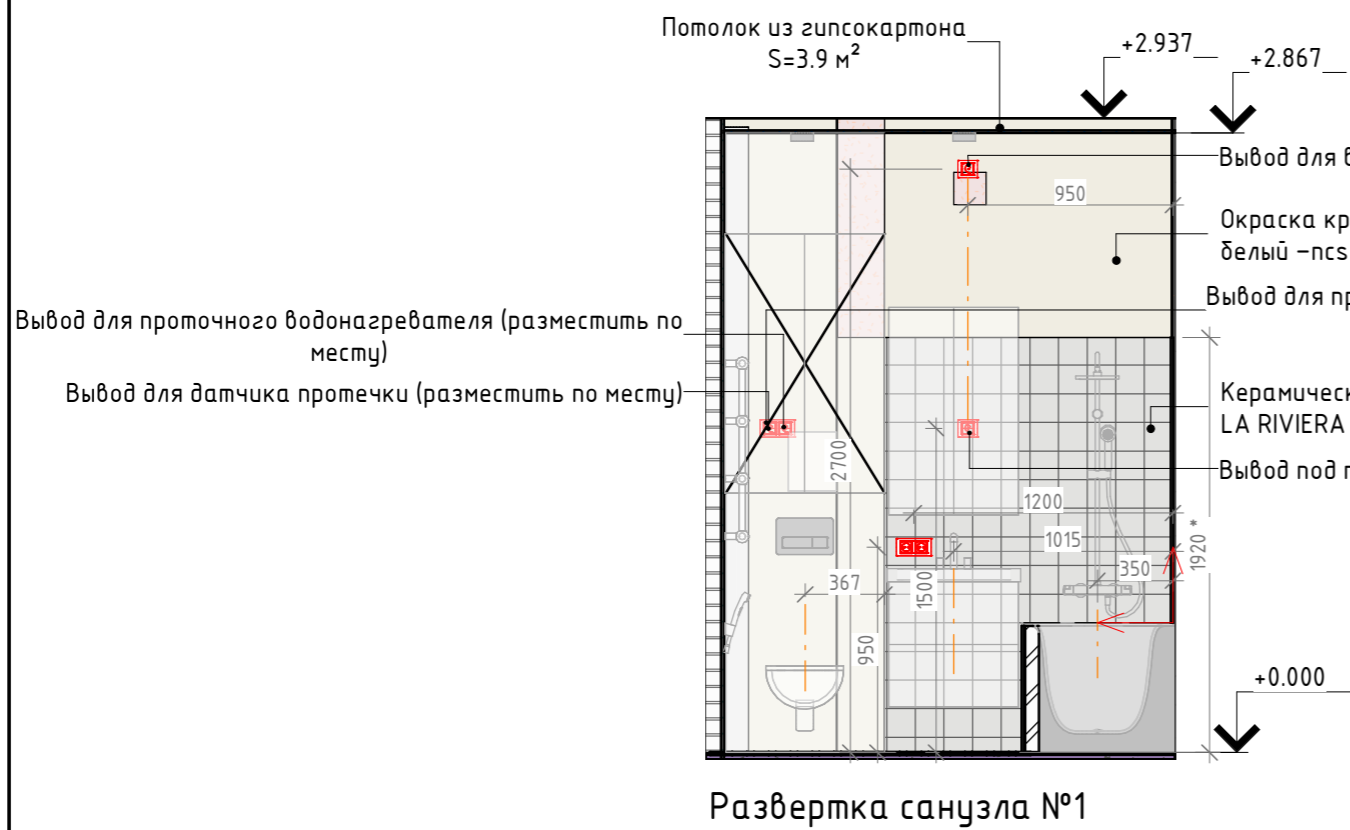 Потолок из гипсокартона
S=3.9 м²
+2.937
+2.867
Вывод для в
950
Окраска кр
белый -ncs
Вывод для пр
Вывод для проточного водонагревателя (разместить по
месту)
Вывод для датчика протечки (разместить по месту)
Керамическ
LA RIVIERA
2700
Вывод под п
1200
1015
1920 *
367
1500
350
950
+0.000
Развертка санузла №1